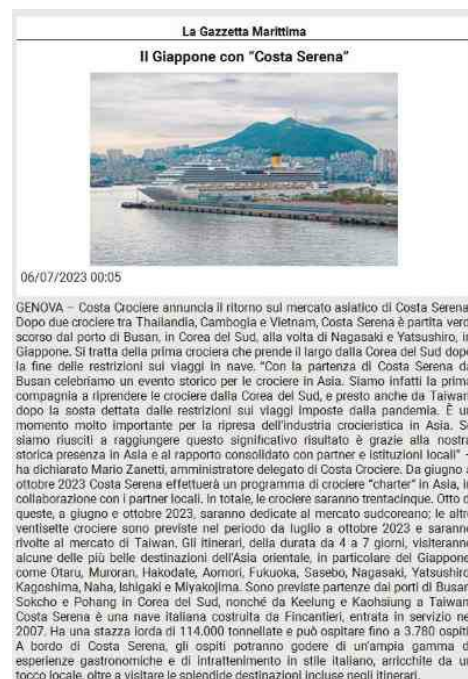 La Gazzetta Marittima
Il Giappone con "Costa Serena"
06/07/2023 00:05
GENOVA – Costa Crociere annuncia il ritorno sul mercato asiatico di Costa Serena
Dopo due crociere tra Thailandia, Cambogia e Vietnam, Costa Serena è partita verd
scorso dal porto di Busan, in Corea del Sud, alla volta di Nagasaki e Yatsushiro, in
Giappone. Si tratta della prima crociera che prende il largo dalla Corea del Sud dopo
la fine delle restrizioni sui viaggi in nave. "Con la partenza di Costa Serena da
Busan celebriamo un evento storico per le crociere in Asia. Siamo infatti la prima
compagnia a riprendere le crociere dalla Corea del Sud, e presto anche da Taiwan
dopo la sosta dettata dalle restrizioni sui viaggi imposte dalla pandemia. È un
momento molto importante per la ripresa dell'industria crocieristica in Asia. Se
siamo riusciti a raggiungere questo significativo risultato è grazie alla nostra
storica presenza in Asia e al rapporto consolidato con partner e istituzioni locali" –
ha dichiarato Mario Zanetti, amministratore delegato di Costa Crociere. Da giugno a
ottobre 2023 Costa Serena effettuerà un programma di crociere "charter" in Asia, in
collaborazione con i partner locali. In totale, le crociere saranno trentacinque. Otto d
queste, a giugno e ottobre 2023, saranno dedicate al mercato sudcoreano; le altre
ventisette crociere sono previste nel periodo da luglio a ottobre 2023 e saranno
rivolte al mercato di Taiwan. Gli itinerari, della durata da 4 a 7 giorni, visiteranno
alcune delle più belle destinazioni dell'Asia orientale, in particolare del Giappone
come Otaru, Muroran, Hakodate, Aomori, Fukuoka, Sasebo, Nagasaki, Yatsushiro
Kagoshima, Naha, Ishigaki e Miyakojima. Sono previste partenze dai porti di Busan
Sokcho e Pohang in Corea del Sud, nonché da Keelung e Kaohsiung a Taiwan
Costa Serena è una nave italiana costruita da Fincantieri, entrata in servizio nel
2007. Ha una stazza lorda di 114.000 tonnellate e può ospitare fino a 3.780 ospiti
A bordo di Costa Serena, gli ospiti potranno godere di un'ampia gamma d
esperienze gastronomiche e di intrattenimento in stile italiano, arricchite da un
tocco locale, oltre a visitare le splendide destinazioni incluse negli itinerari.